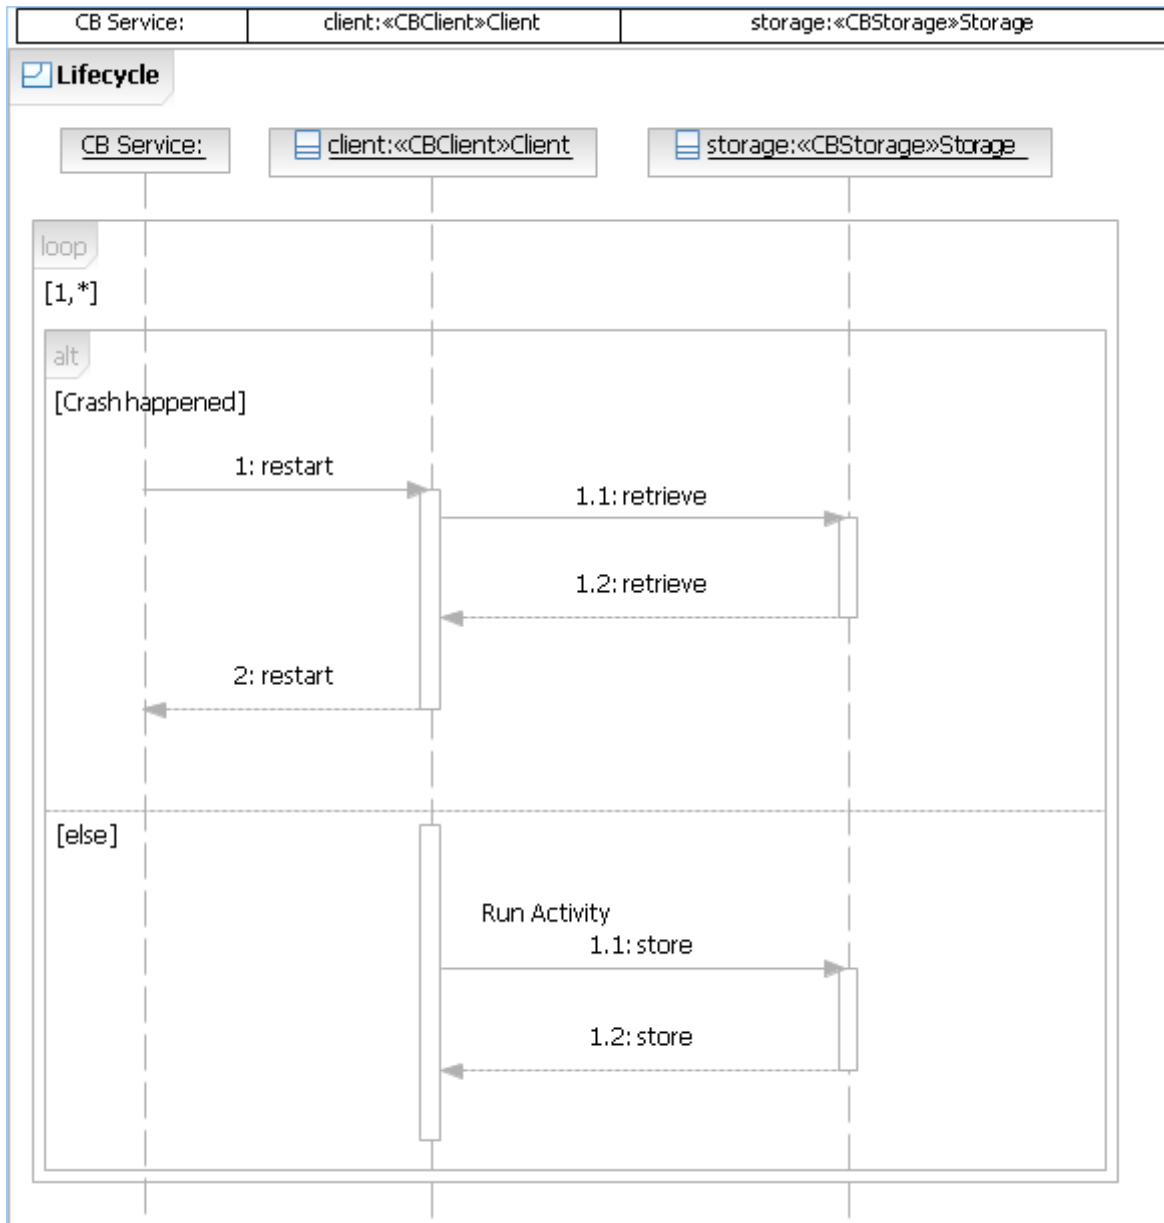 CB Service: client:«CBClient»Client storage:«CBStorage»Storage
Lifecycle
CB Service: client:«CBClient»Client storage:«CBStorage»Storage
loop
[1,*]
alt
[Crash happened]
1: restart
1.1: retrieve
1.2: retrieve
2: restart
[else]
Run Activity
1.1: store
1.2: store